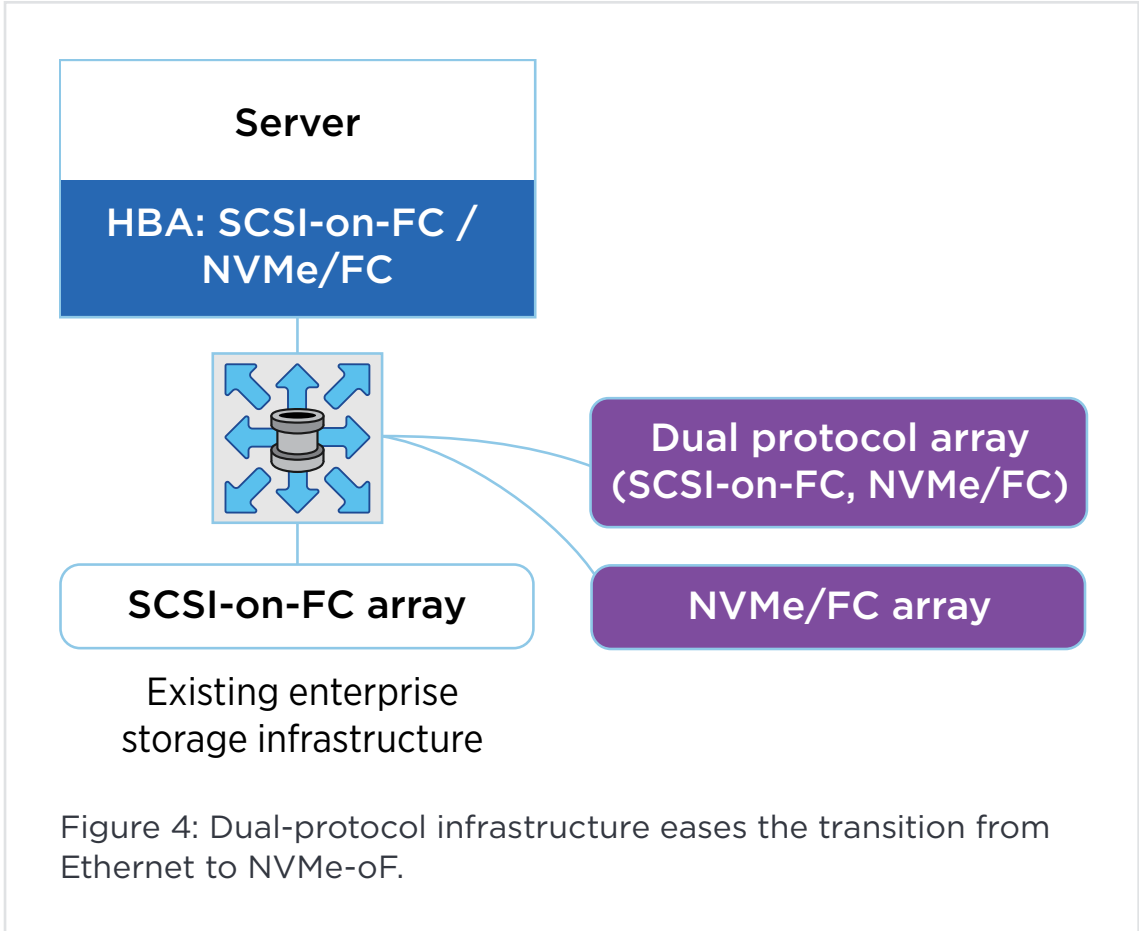 Server
HBA: SCSI-on-FC /
NVMe/FC
Dual protocol array
(SCSI-on-FC, NVMe/FC)
SCSI-on-FC array
NVMe/FC array
Existing enterprise
storage infrastructure
Figure 4: Dual-protocol infrastructure eases the transition from
Ethernet to NVMe-oF.